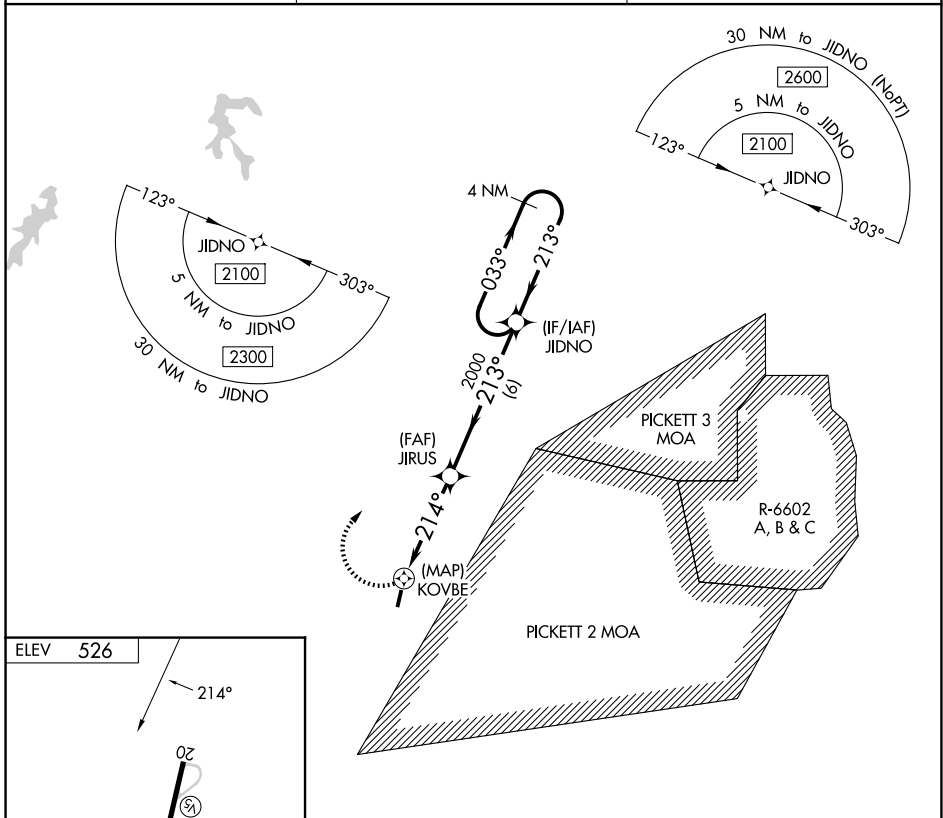 30 NM to JIDNO (NoPT)
2600
5 NM to JIDNO
2100
123°
JIDNO
303°
123°
JIDNO
2100
303°
5 NM to JIDNO
2300
30 NM to JIDNO
4 NM
033°
213°
(IF/IAF)
JIDNO
2000
213°
(6)
PICKETT 3
MOA
(FAF)
JIRUS
R-6602
A, B & C
214°
(MAP)
KOVBE
PICKETT 2 MOA
ELEV 526
214°
20
V5